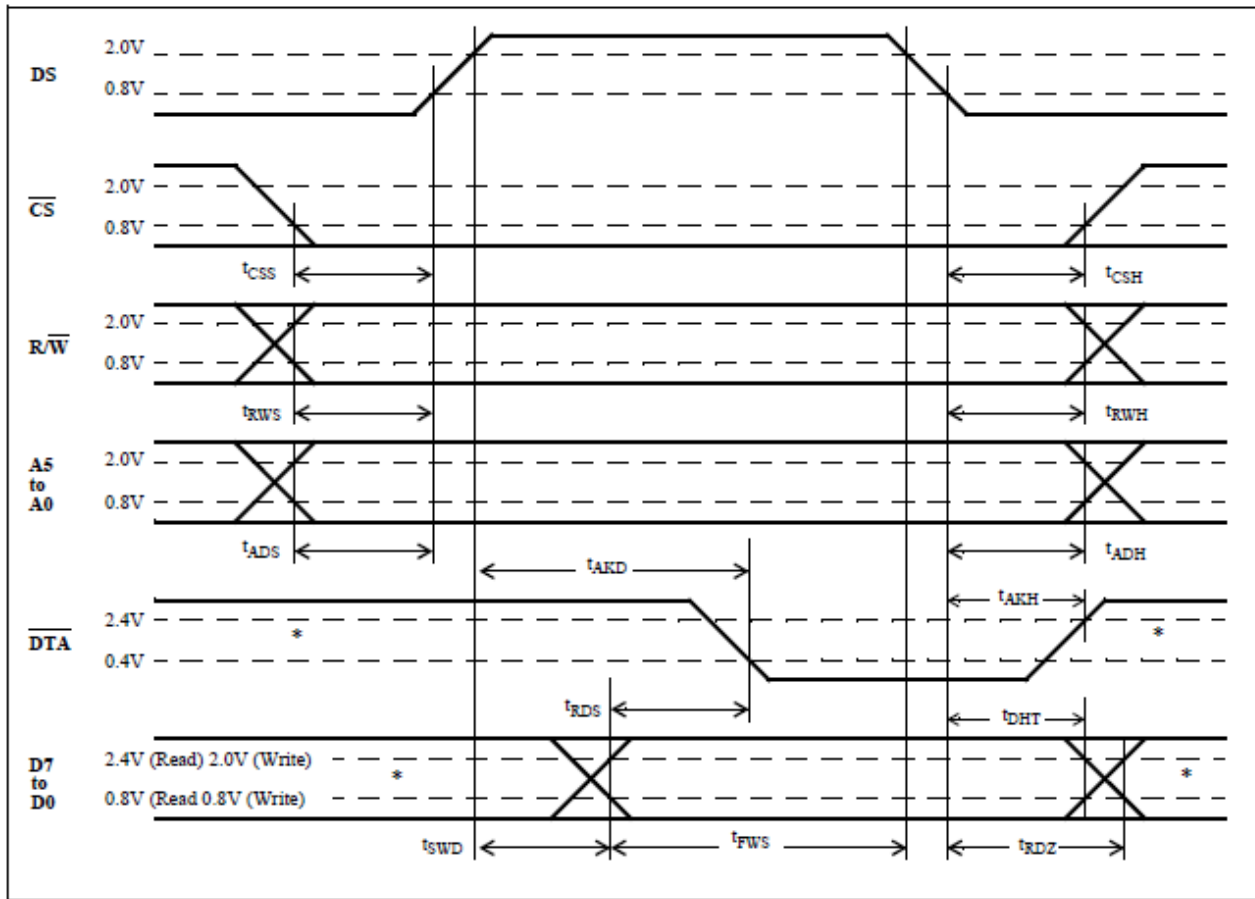 2.0V
DS
0.8V
2.0V
CS
0.8V
tCSS
tCSH
2.0V
R/W
0.8V
tRWS
tRWH
A5
to
A0
2.0V
0.8V
tADS
tADH
tAKD
tAKH
2.4V
DTA
*
*
0.4V
tRDS
tDHT
D7
to
D0
2.4V (Read) 2.0V (Write)
*
*
0.8V (Read 0.8V (Write)
tSWD
tFWS
tRDZ